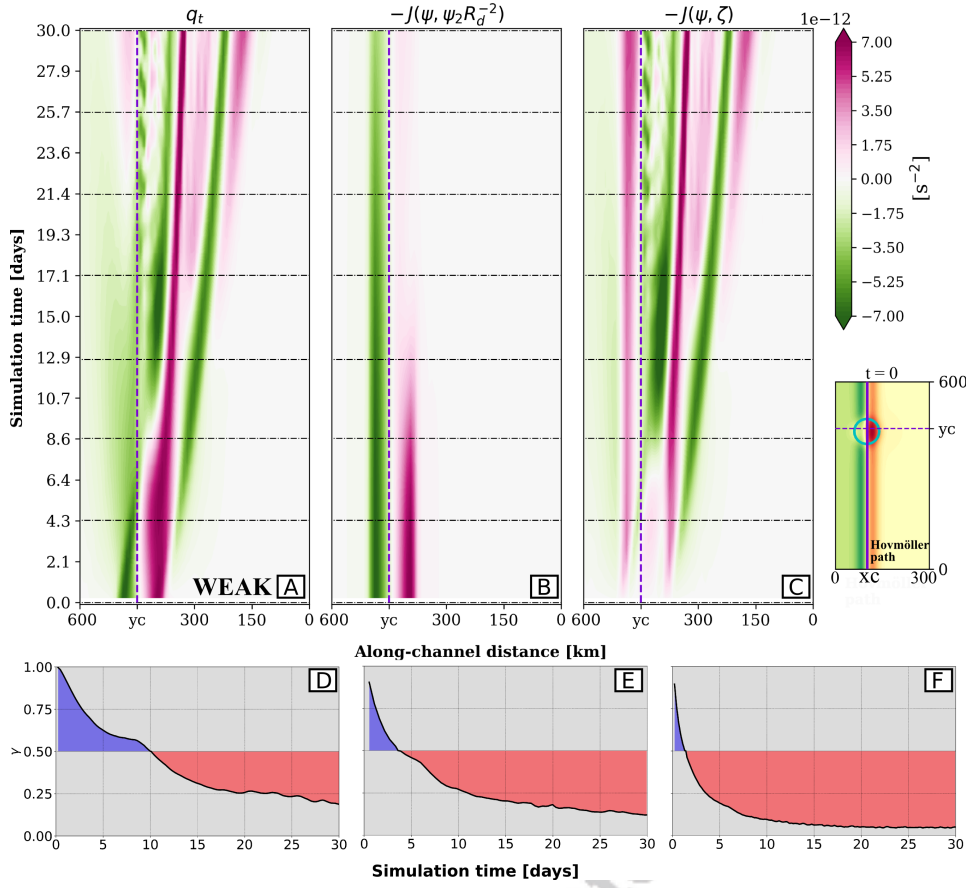 q_t
−J(ψ, ψ₂R_d⁻²)
−J(ψ, ζ)
1e−12
30.0
27.9
25.7
23.6
21.4
19.3
17.1
15.0
12.9
10.7
8.6
6.4
4.3
2.1
0.0
Simulation time [days]
WEAK A
B
C
600 yc 300 150 0
600 yc 300 150 0
600 yc 300 150 0
Along-channel distance [km]
7.00
5.25
3.50
1.75
0.00
−1.75
−3.50
−5.25
−7.00
[s⁻²]
t = 0
600
yc
0
Hovmöller
path
0 xc 300
path
D
E
F
1.00
0.75
0.50
0.25
0.00
γ
0 5 10 15 20 25 30
0 5 10 15 20 25 30
0 5 10 15 20 25 30
Simulation time [days]